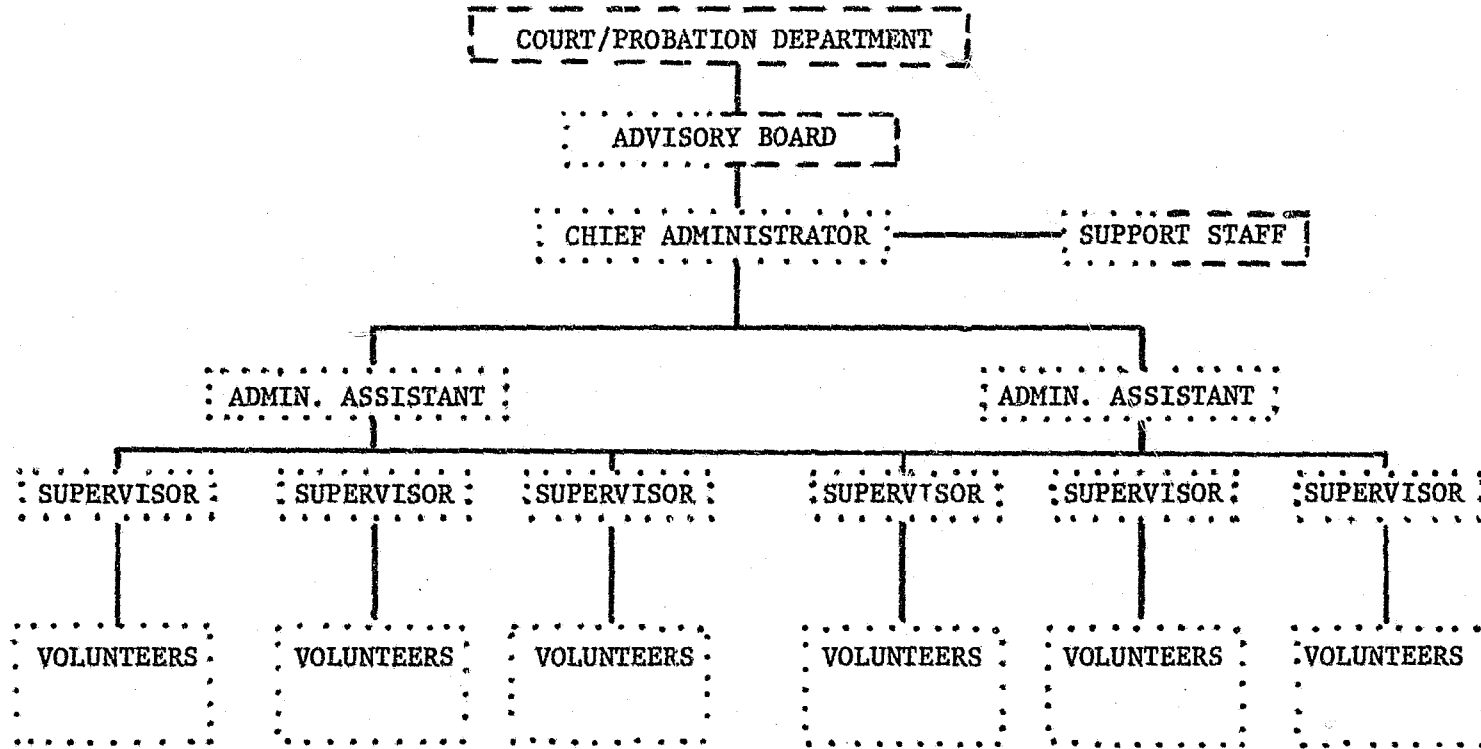 COURT/PROBATION DEPARTMENT
ADVISORY BOARD
CHIEF ADMINISTRATOR
SUPPORT STAFF
ADMIN. ASSISTANT
ADMIN. ASSISTANT
SUPERVISOR
SUPERVISOR
SUPERVISOR
SUPERVISOR
SUPERVISOR
SUPERVISOR
VOLUNTEERS
VOLUNTEERS
VOLUNTEERS
VOLUNTEERS
VOLUNTEERS
VOLUNTEERS